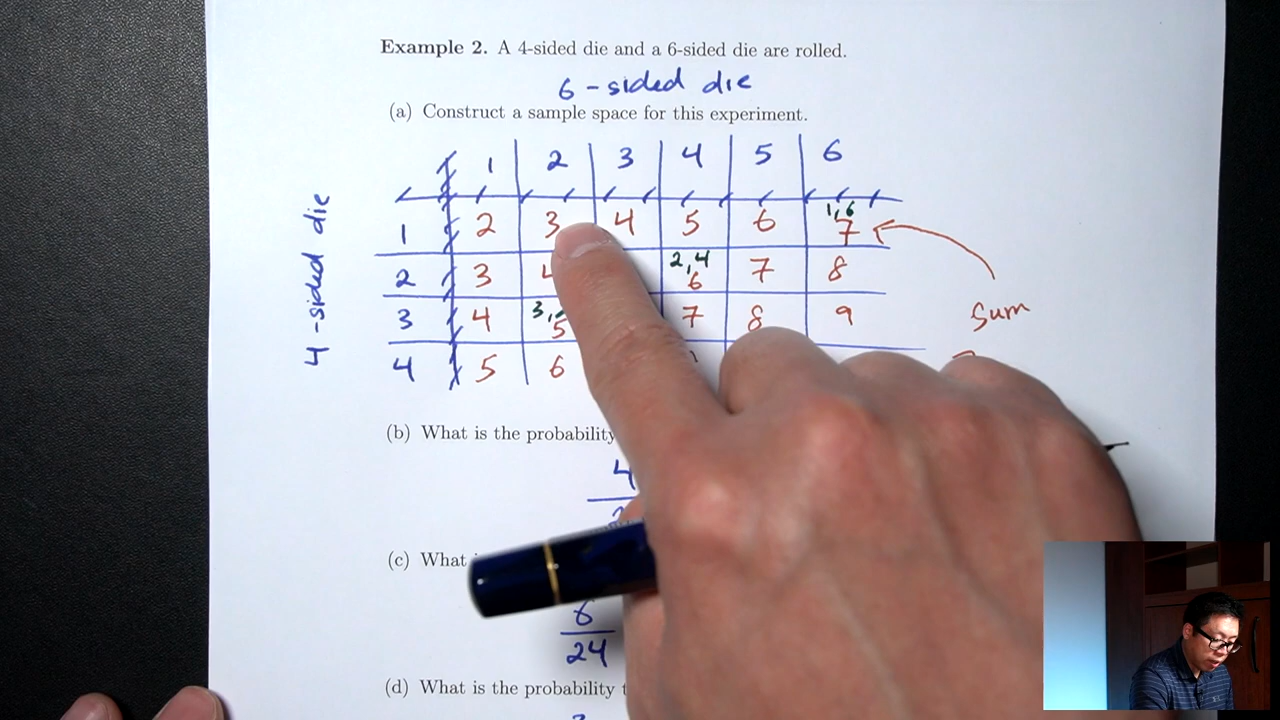 Example 2. A 4-sided die and a 6-sided die are rolled.
6-sided die
(a) Construct a sample space for this experiment.
4-sided die
1 2 3 4 5 6
1 2 3 4 5 6 1,6 7
2 3 4 2,4 6 7 8
3 4 3, 5 7 8 9
4 5 6
Sum
(b) What is the probability
4
(c) What
6
24
(d) What is the probability